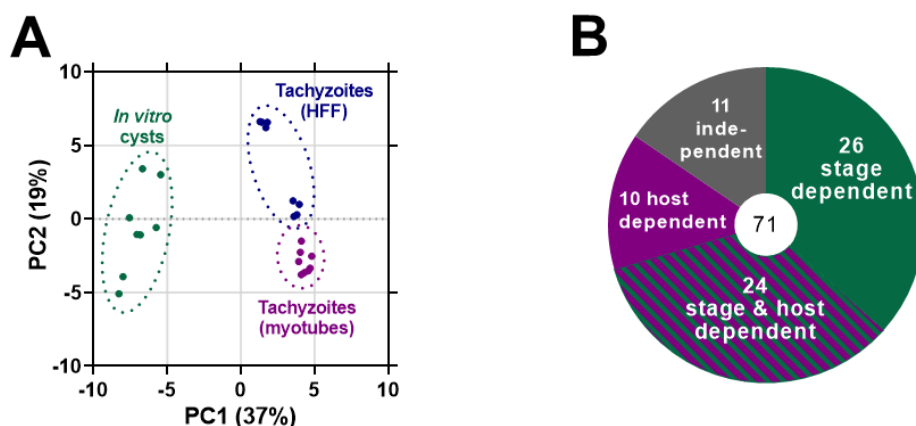 A
10
5
0
-5
-10
PC2 (19%)
In vitro
cysts
Tachyzoites
(HFF)
Tachyzoites
(myotubes)
-10
-5
0
5
10
PC1 (37%)
B
11
inde-
pendent
26
stage
dependent
10 host
dependent
71
24
stage & host
dependent